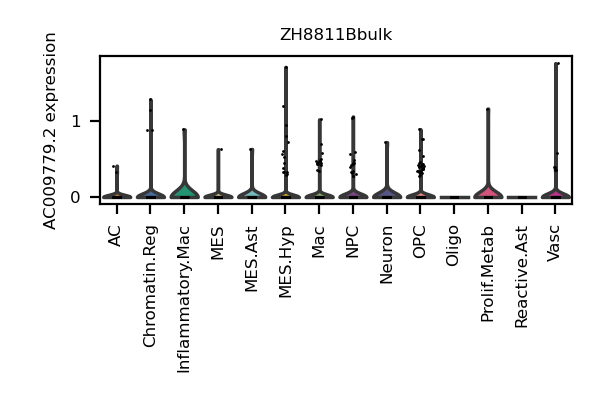 ZH8811Bbulk
AC009779.2 expression
1
0
AC
Chromatin.Reg
Inflammatory.Mac
MES
MES.Ast
MES.Hyp
Mac
NPC
Neuron
OPC
Oligo
Prolif.Metab
Reactive.Ast
Vasc